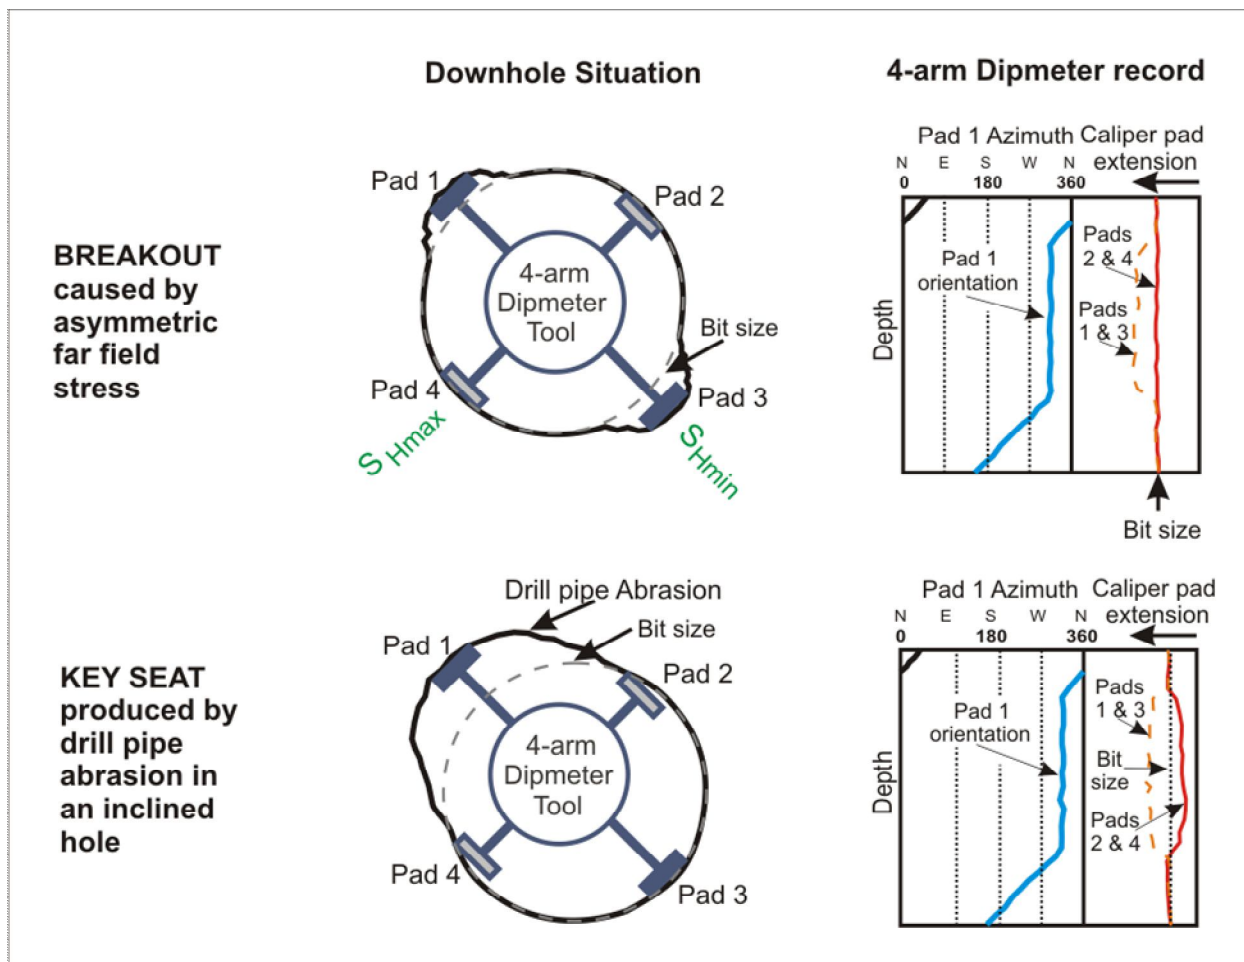 Downhole Situation
4-arm Dipmeter record
BREAKOUT
caused by
asymmetric
far field
stress
Pad 1
Pad 2
4-arm
Dipmeter
Tool
Bit size
Pad 4
Pad 3
S Hmax
S Hmin
Pad 1 Azimuth
Caliper pad
extension
N E S W N
0 180 360
Depth
Pad 1
orientation
Pads
2 & 4
Pads
1 & 3
Bit size
KEY SEAT
produced by
drill pipe
abrasion in
an inclined
hole
Drill pipe Abrasion
Bit size
Pad 1
Pad 2
4-arm
Dipmeter
Tool
Pad 4
Pad 3
Pad 1 Azimuth
Caliper pad
extension
N E S W N
0 180 360
Depth
Pad 1
orientation
Pads
1 & 3
Bit
size
Pads
2 & 4